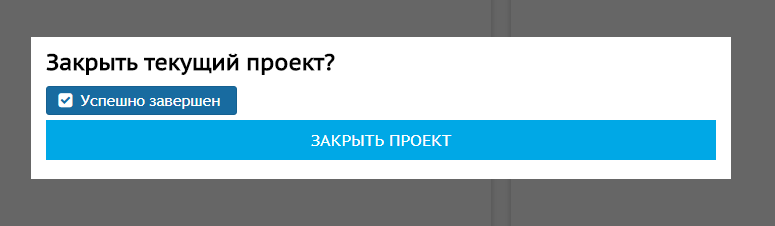 Закрыть текущий проект?
Успешно завершен
ЗАКРЫТЬ ПРОЕКТ